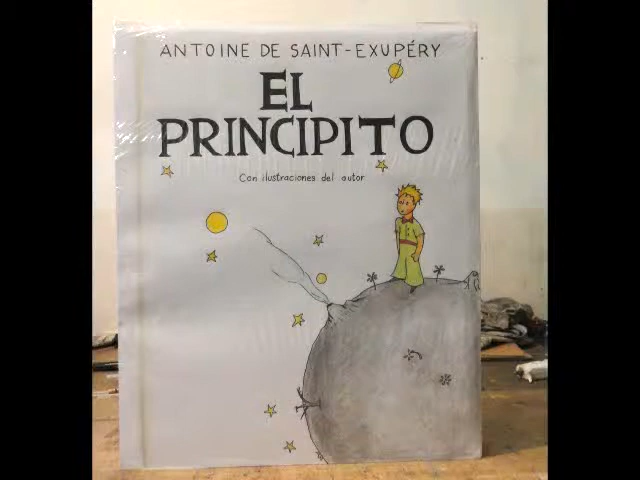 ANTOINE DE SAINT-EXUPÉRY
EL
PRINCIPITO
Con ilustraciones del autor